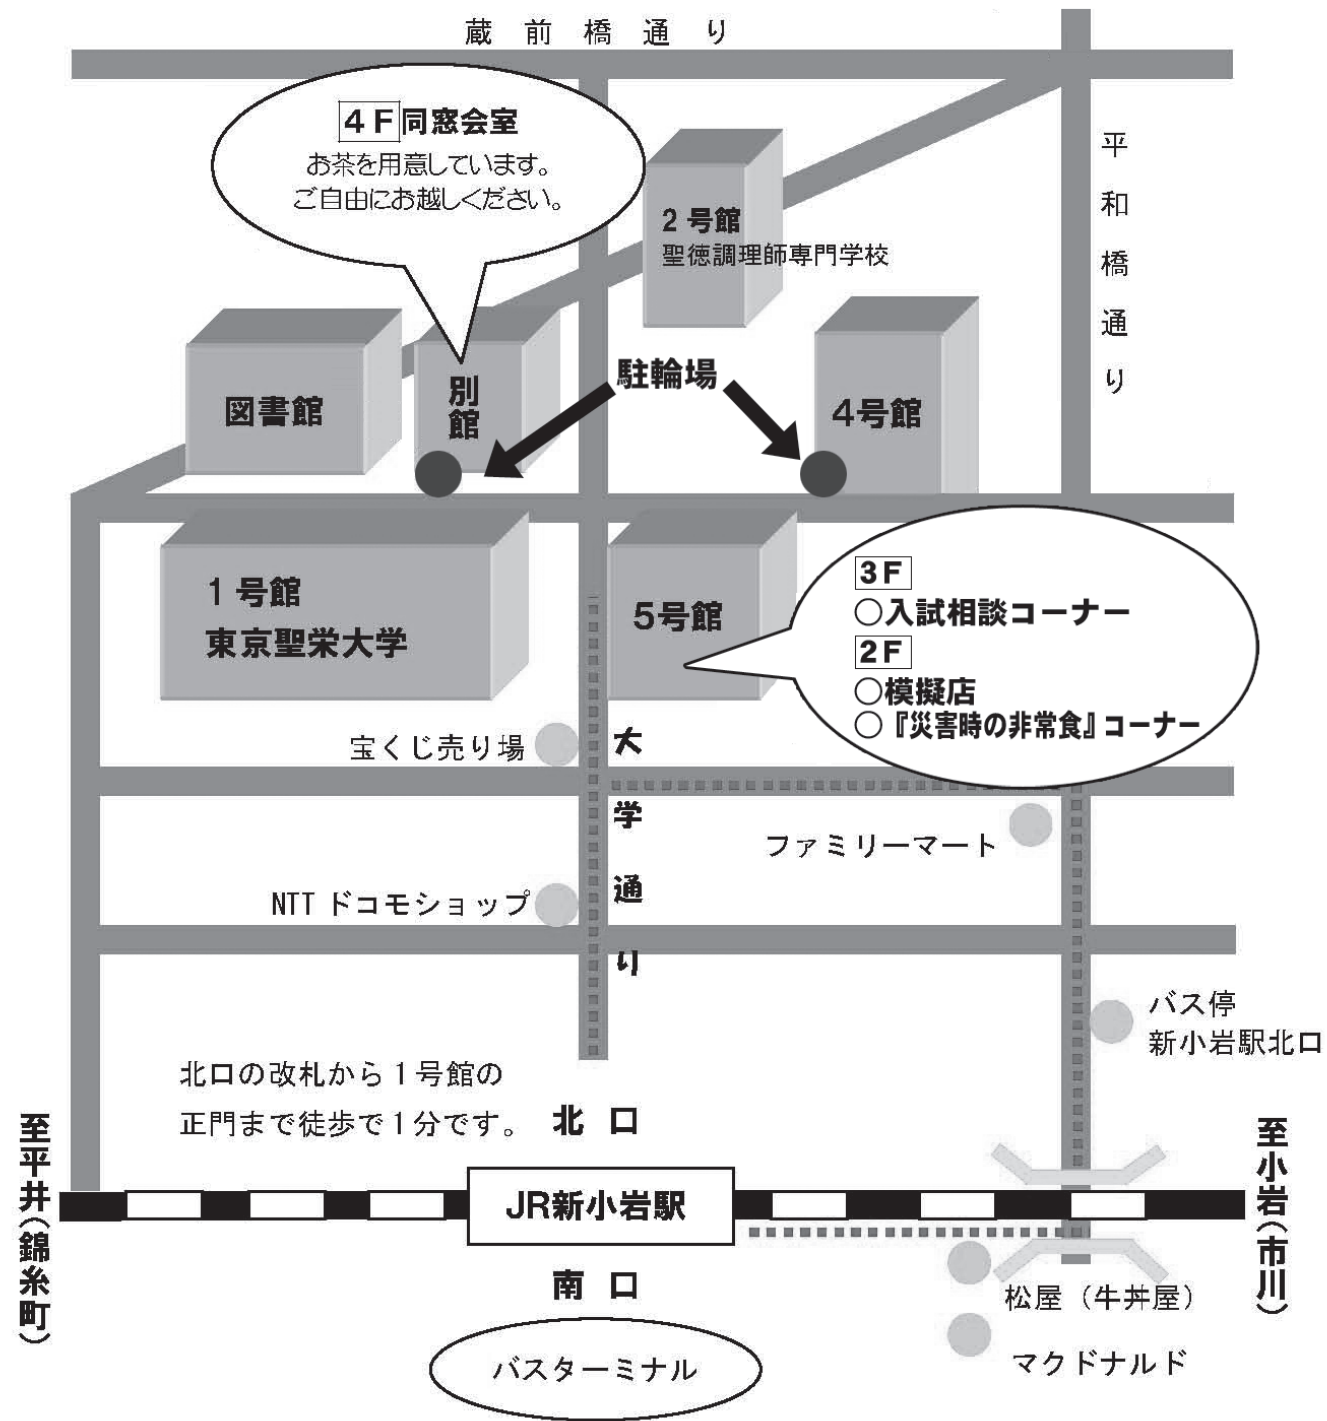 蔵前橋通り
4F同窓会室
お茶を用意しています。
ご自由にお越しください。
平和橋通り
2号館
聖徳調理師専門学校
図書館
別館
駐輪場
4号館
1号館
東京聖栄大学
5号館
3F
○入試相談コーナー
2F
○模擬店
○『災害時の非常食』コーナー
宝くじ売り場
大学通り
ファミリーマート
NTTドコモショップ
バス停
新小岩駅北口
北口の改札から1号館の
正門まで徒歩で1分です。
北口
至平井(錦糸町)
JR新小岩駅
至小岩(市川)
南口
松屋(牛丼屋)
バスターミナル
マクドナルド